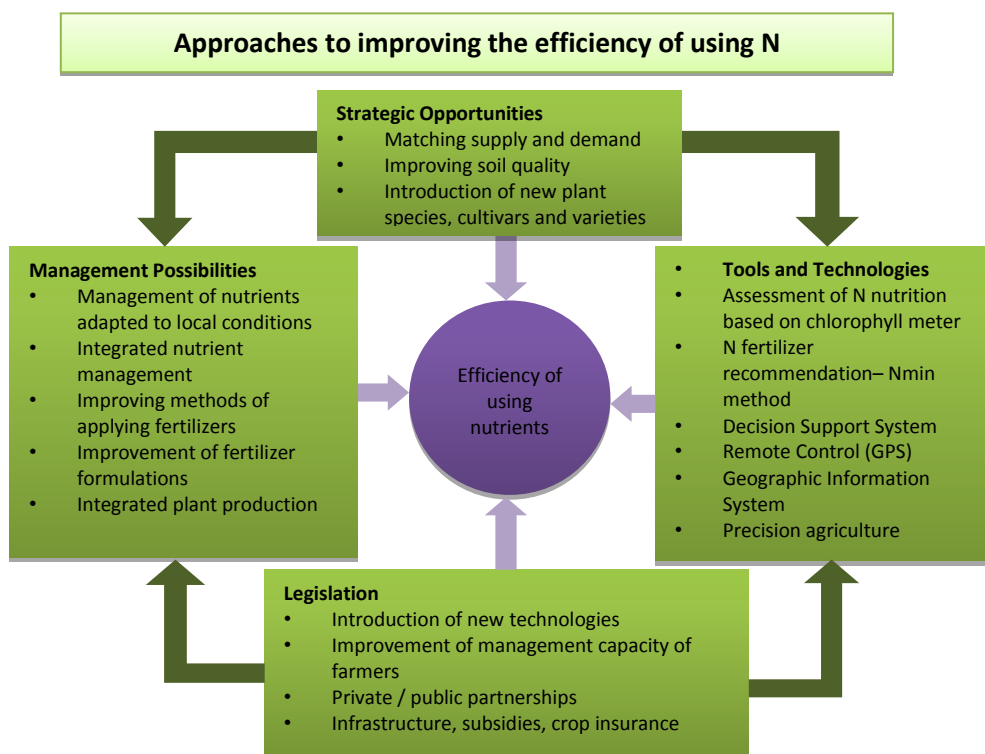 Approaches to improving the efficiency of using N
Strategic Opportunities
• Matching supply and demand
• Improving soil quality
• Introduction of new plant
species, cultivars and varieties
Management Possibilities
• Management of nutrients
adapted to local conditions
• Integrated nutrient
management
• Improving methods of
applying fertilizers
• Improvement of fertilizer
formulations
• Integrated plant production
Efficiency of
using
nutrients
• Tools and Technologies
• Assessment of N nutrition
based on chlorophyll meter
• N fertilizer
recommendation– Nmin
method
• Decision Support System
• Remote Control (GPS)
• Geographic Information
System
• Precision agriculture
Legislation
• Introduction of new technologies
• Improvement of management capacity of
farmers
• Private / public partnerships
• Infrastructure, subsidies, crop insurance